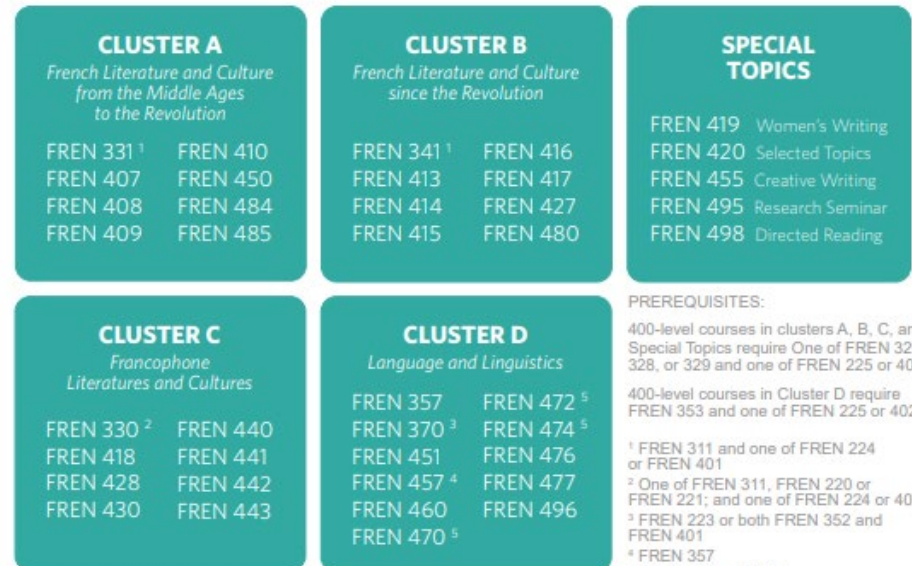 CLUSTER A
French Literature and Culture
from the Middle Ages
to the Revolution
FREN 331 ¹ FREN 410
FREN 407 FREN 450
FREN 408 FREN 484
FREN 409 FREN 485
CLUSTER B
French Literature and Culture
since the Revolution
FREN 341 ¹ FREN 416
FREN 413 FREN 417
FREN 414 FREN 427
FREN 415 FREN 480
SPECIAL
TOPICS
FREN 419 Women's Writing
FREN 420 Selected Topics
FREN 455 Creative Writing
FREN 495 Research Seminar
FREN 498 Directed Reading
CLUSTER C
Francophone
Literatures and Cultures
FREN 330 ² FREN 440
FREN 418 FREN 441
FREN 428 FREN 442
FREN 430 FREN 443
CLUSTER D
Language and Linguistics
FREN 357 FREN 472 ⁵
FREN 370 ³ FREN 474 ⁵
FREN 451 FREN 476
FREN 457 ⁴ FREN 477
FREN 460 FREN 496
FREN 470 ⁵
PREREQUISITES:
400-level courses in clusters A, B, C,
Special Topics require One of FREN
328, or 329 and one of FREN 225 or
400-level courses in Cluster D require
FREN 353 and one of FREN 225 or 402
¹ FREN 311 and one of FREN 224
or FREN 401
² One of FREN 311, FREN 220 or
FREN 221; and one of FREN 224 or
³ FREN 223 or both FREN 352 and
FREN 401
⁴ FREN 357